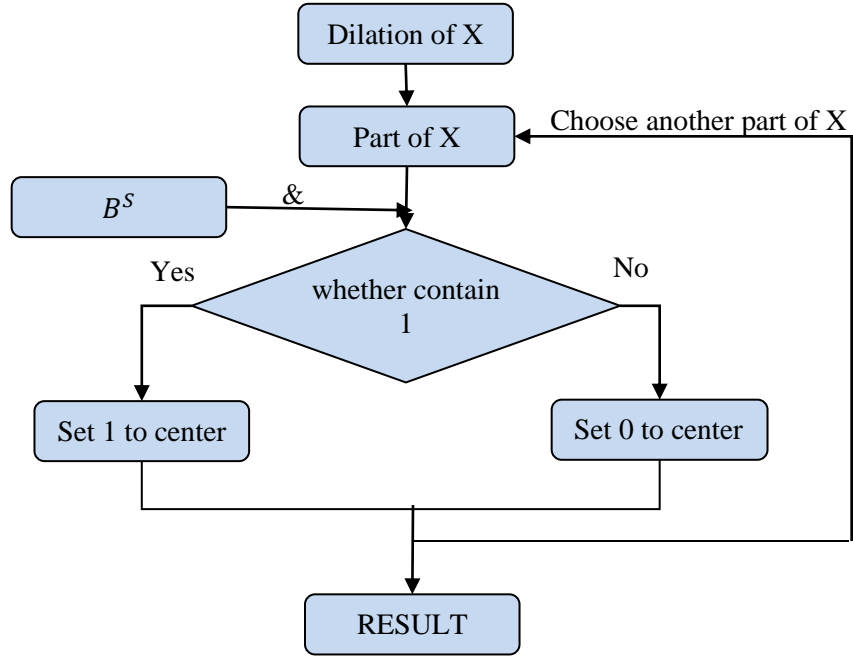 Dilation of X
Part of X
Choose another part of X
𝐵^𝑆
&
Yes
No
whether contain
1
Set 1 to center
Set 0 to center
RESULT